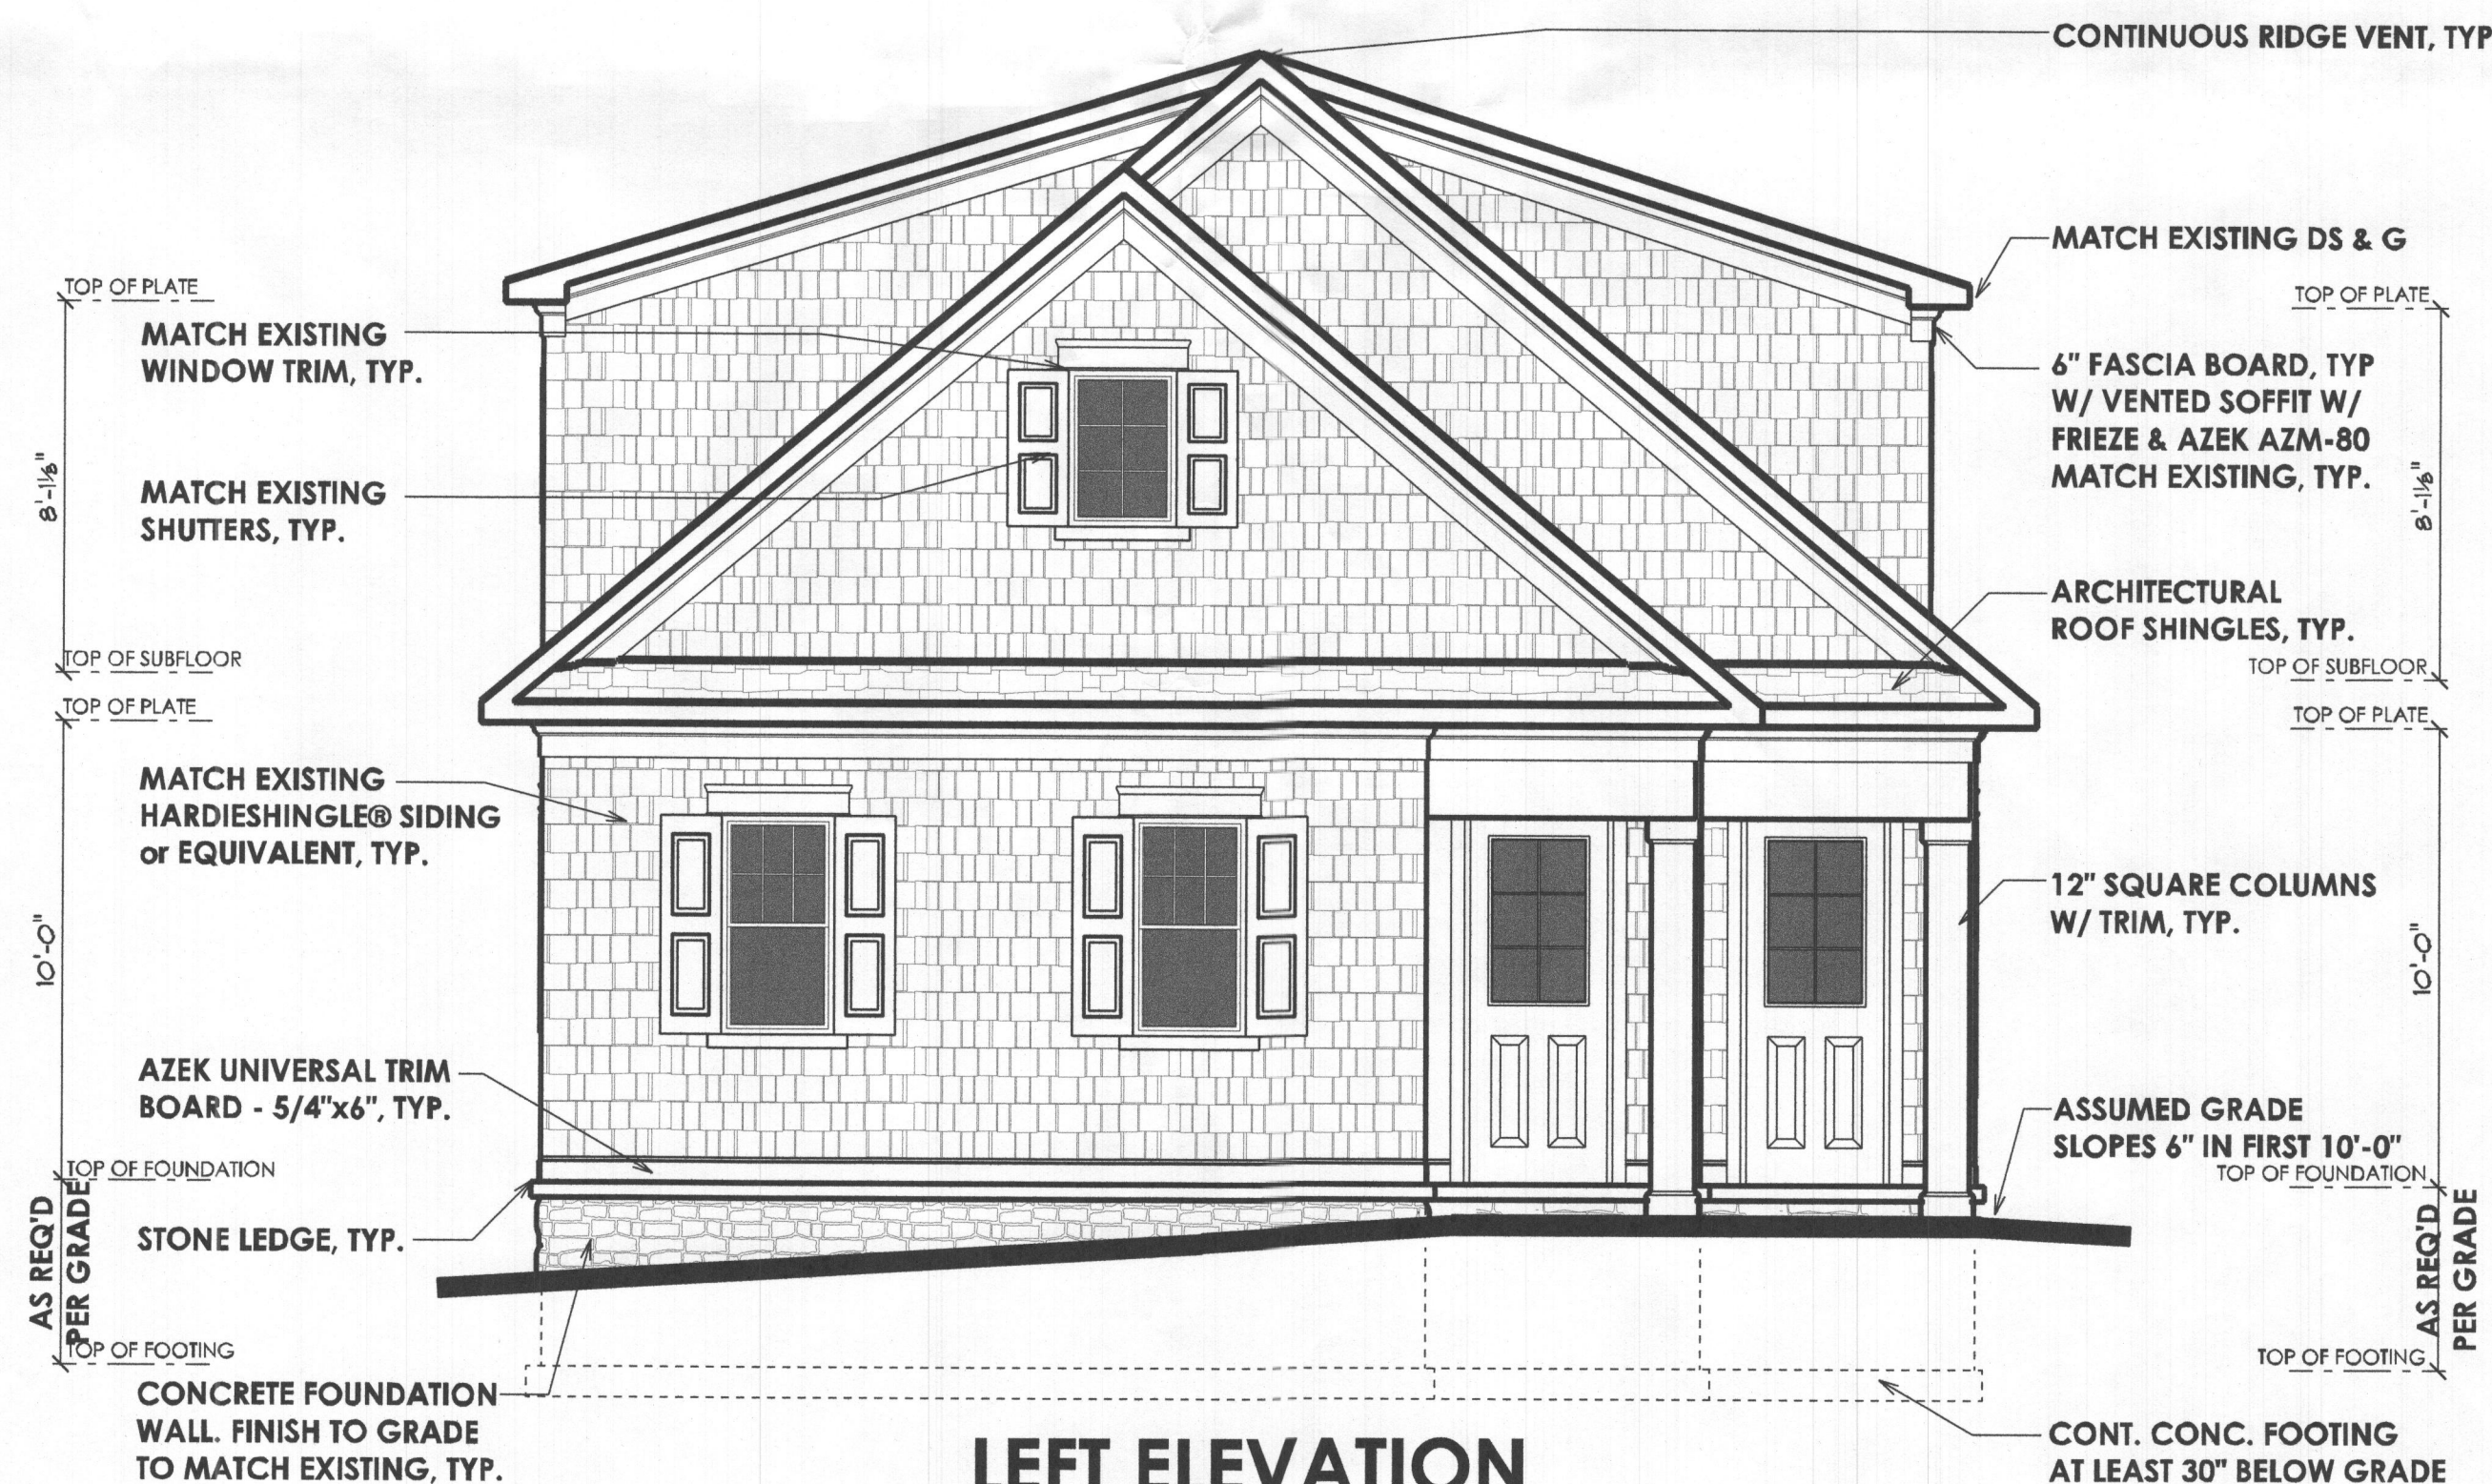 CONTINUOUS RIDGE VENT, TYP
MATCH EXISTING DS & G
TOP OF PLATE
TOP OF PLATE
MATCH EXISTING
WINDOW TRIM, TYP.
6" FASCIA BOARD, TYP
W/ VENTED SOFFIT W/
FRIEZE & AZEK AZM-80
MATCH EXISTING, TYP.
8'-1⅛"
8'-1⅛"
MATCH EXISTING
SHUTTERS, TYP.
ARCHITECTURAL
ROOF SHINGLES, TYP.
TOP OF SUBFLOOR
TOP OF SUBFLOOR
TOP OF PLATE
TOP OF PLATE
MATCH EXISTING
HARDIESHINGLE® SIDING
or EQUIVALENT, TYP.
12" SQUARE COLUMNS
W/ TRIM, TYP.
10'-0"
10'-0"
AZEK UNIVERSAL TRIM
BOARD - 5/4"x6", TYP.
ASSUMED GRADE
SLOPES 6" IN FIRST 10'-0"
TOP OF FOUNDATION
TOP OF FOUNDATION
STONE LEDGE, TYP.
AS REQ'D
PER GRADE
AS REQ'D
PER GRADE
TOP OF FOOTING
TOP OF FOOTING
CONCRETE FOUNDATION
WALL. FINISH TO GRADE
TO MATCH EXISTING, TYP.
CONT. CONC. FOOTING
AT LEAST 30" BELOW GRADE
LEFT ELEVATION